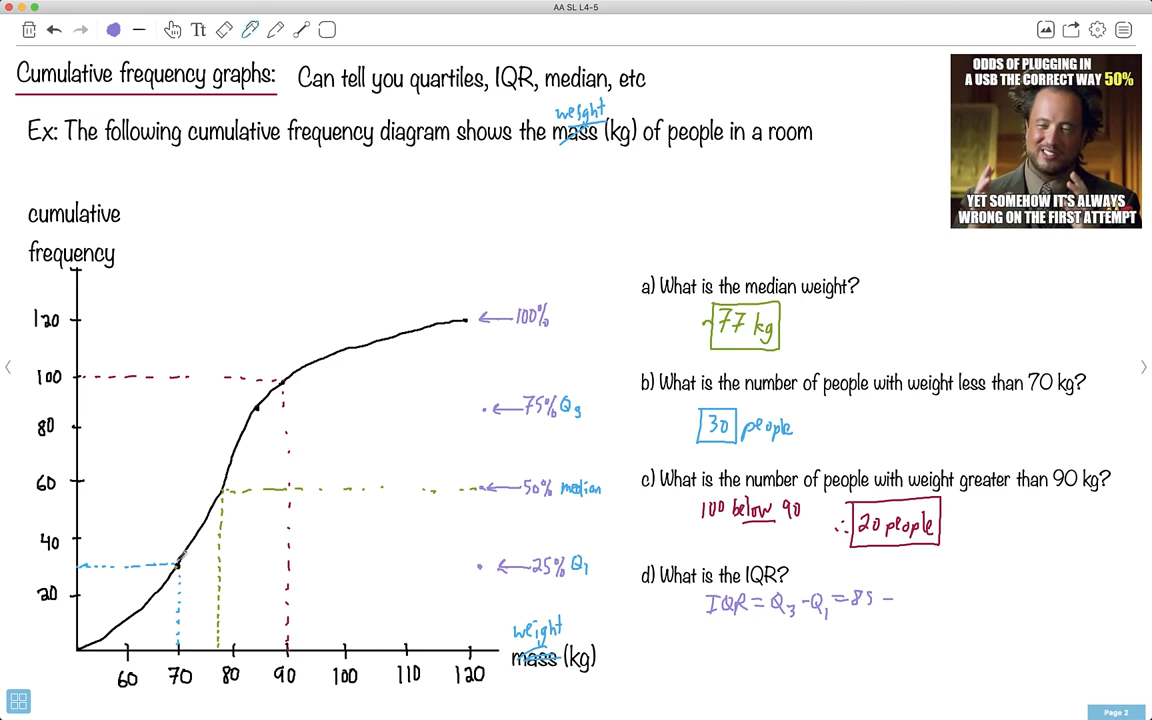 AA SL L4-5
Tt
Cumulative frequency graphs: Can tell you quartiles, IQR, median, etc
weight
Ex: The following cumulative frequency diagram shows the mass (kg) of people in a room
ODDS OF PLUGGING IN
A USB THE CORRECT WAY 50%
YET SOMEHOW IT'S ALWAYS
WRONG ON THE FIRST ATTEMPT
cumulative
frequency
120
100
80
60
40
20
60 70 80 90 100 110 120
weight
mass (kg)
← 100%
← 75% Q3
← 50% median
← 25% Q1
a) What is the median weight?
~77 kg
b) What is the number of people with weight less than 70 kg?
30 people
c) What is the number of people with weight greater than 90 kg?
100 below 90 ∴ 20 people
d) What is the IQR?
IQR = Q3 - Q1 = 85 -
Page 2